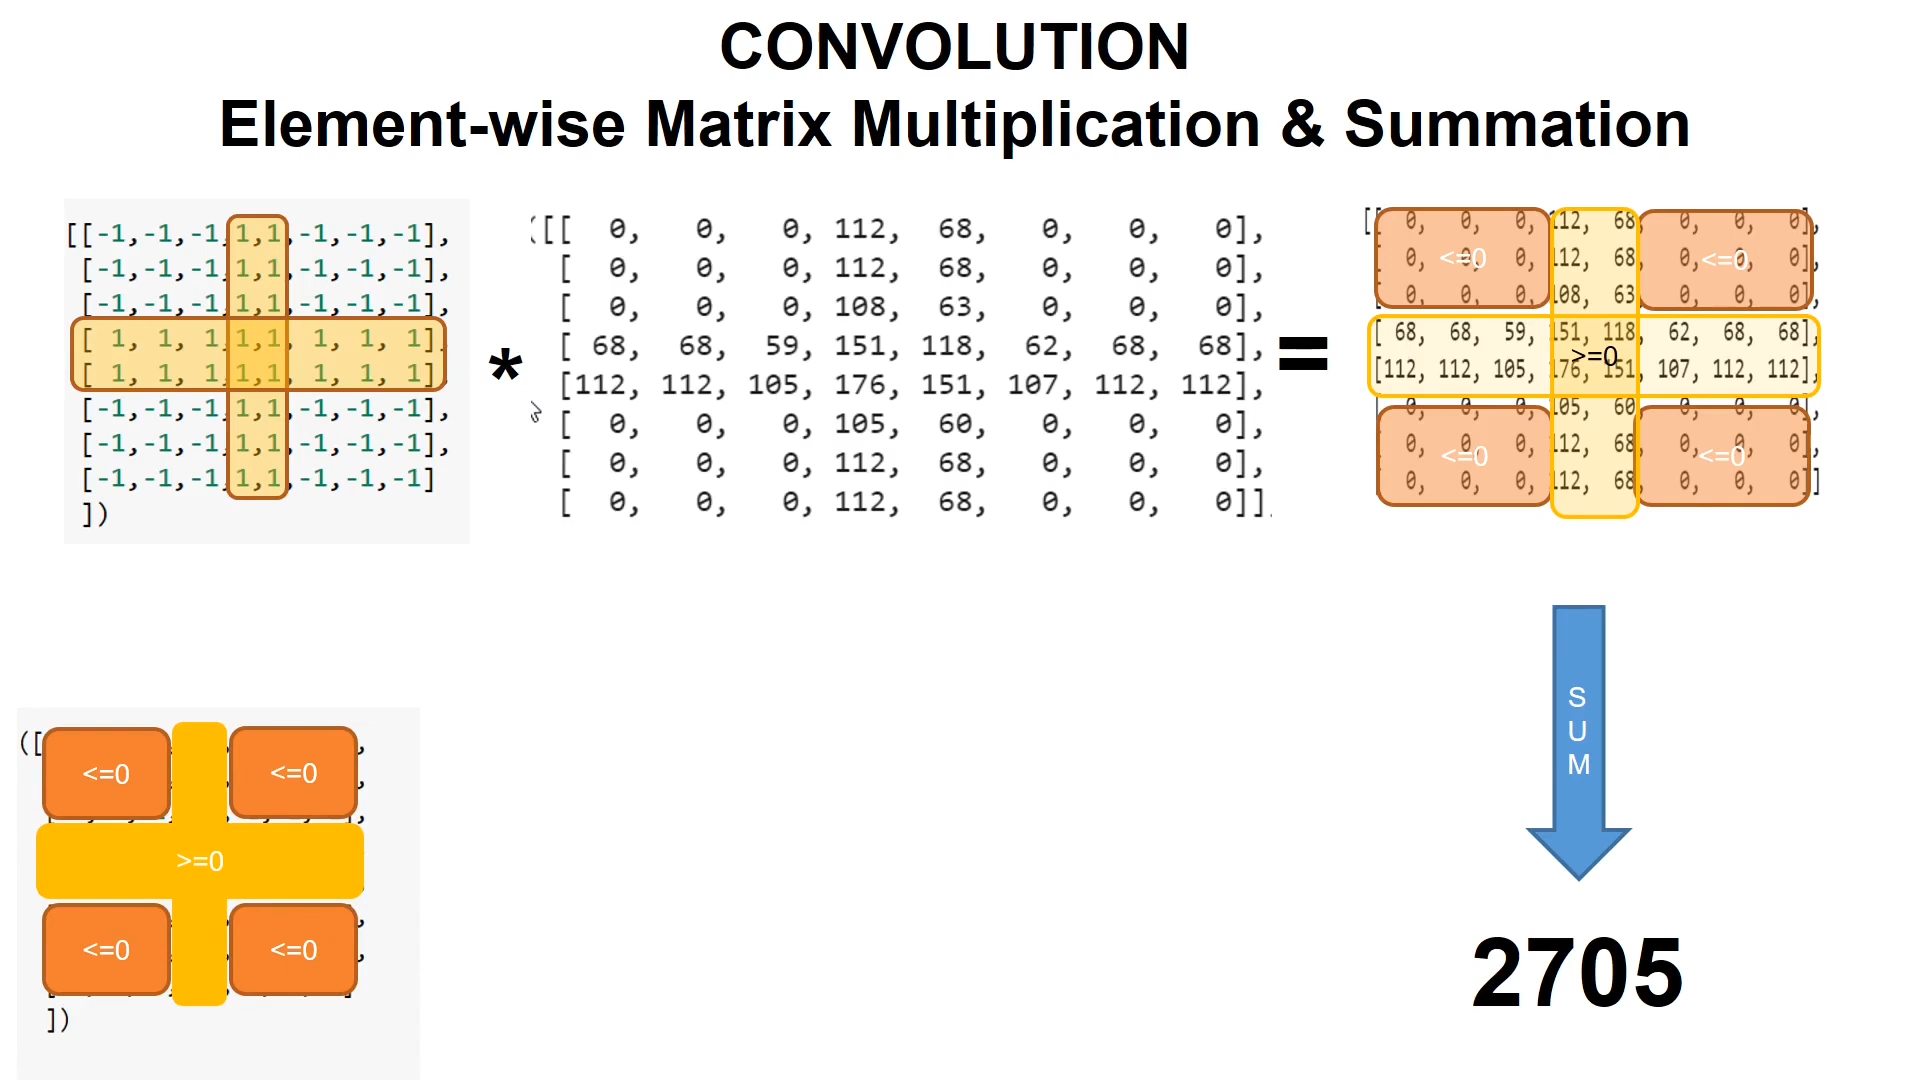 CONVOLUTION
Element-wise Matrix Multiplication & Summation
[[-1,-1,-1,1,1,-1,-1,-1],
[-1,-1,-1,1,1,-1,-1,-1],
[-1,-1,-1,1,1,-1,-1,-1],
[ 1, 1, 1,1,1, 1, 1, 1],
[ 1, 1, 1,1,1, 1, 1, 1],
[-1,-1,-1,1,1,-1,-1,-1],
[-1,-1,-1,1,1,-1,-1,-1],
[-1,-1,-1,1,1,-1,-1,-1]
])
*
([[ 0, 0, 0, 112, 68, 0, 0, 0],
[ 0, 0, 0, 112, 68, 0, 0, 0],
[ 0, 0, 0, 108, 63, 0, 0, 0],
[ 68, 68, 59, 151, 118, 62, 68, 68],
[112, 112, 105, 176, 151, 107, 112, 112],
[ 0, 0, 0, 105, 60, 0, 0, 0],
[ 0, 0, 0, 112, 68, 0, 0, 0],
[ 0, 0, 0, 112, 68, 0, 0, 0]]
=
[[ 0, 0, 0, 112, 68, 0, 0, 0],
[ 0, 0, 0, 112, 68, 0, 0, 0],
[ 0, 0, 0, 108, 63, 0, 0, 0],
[ 68, 68, 59, 151, 118, 62, 68, 68],
[112, 112, 105, 176, 151, 107, 112, 112],
[ 0, 0, 0, 105, 60, 0, 0, 0],
[ 0, 0, 0, 112, 68, 0, 0, 0],
[ 0, 0, 0, 112, 68, 0, 0, 0]]
<=0 <=0
>=0
<=0 <=0
S
U
M
2705
([
<=0 <=0
>=0
<=0 <=0
])